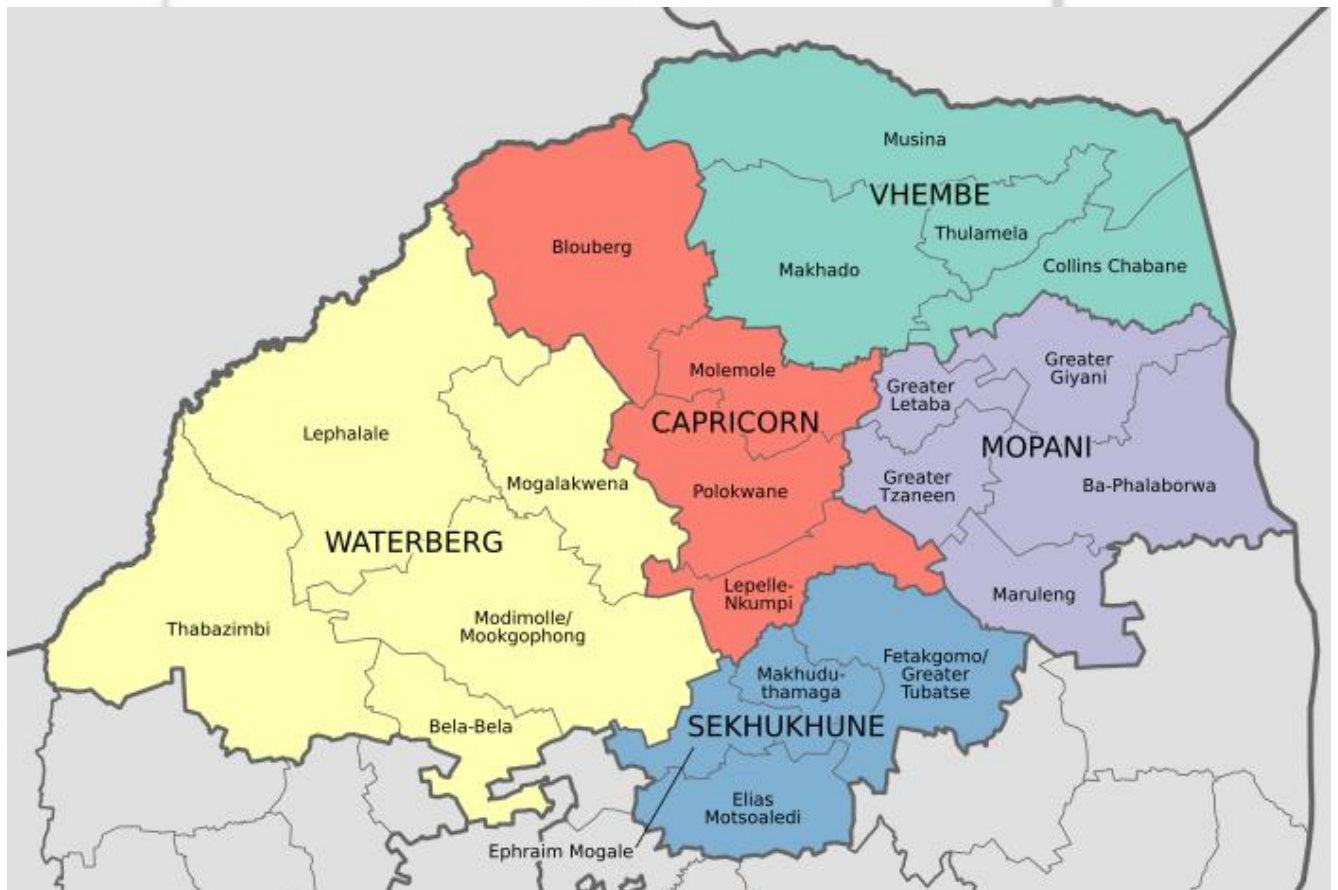 Musina
VHEMBE
Thulamela
Blouberg
Makhado
Collins Chabane
Molemole
Greater
Giyani
Greater
Letaba
CAPRICORN
Lephalale
MOPANI
Mogalakwena
Polokwane
Greater
Tzaneen
Ba-Phalaborwa
WATERBERG
Lepelle-
Nkumpi
Maruleng
Modimolle/
Mookgophong
Thabazimbi
Makhudu-
thamaga
Fetakgomo/
Greater
Tubatse
Bela-Bela
SEKHUKHUNE
Elias
Motsoaledi
Ephraim Mogale